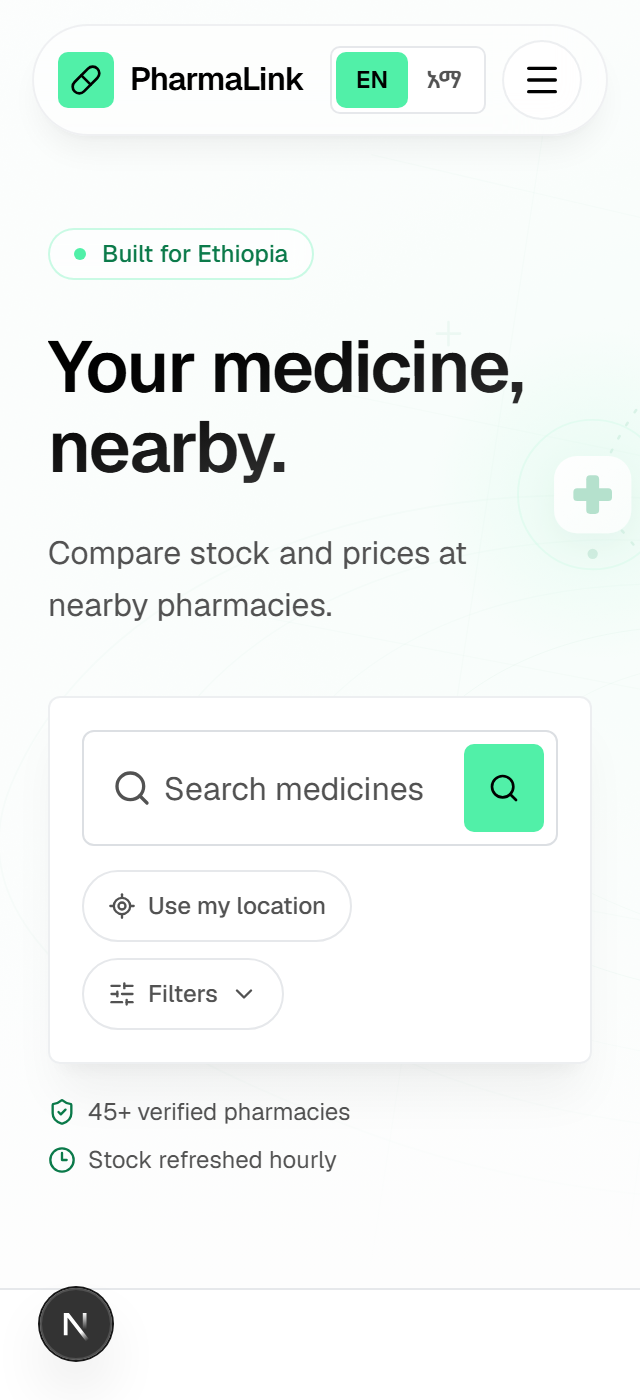 PharmaLink
EN
አማ
Built for Ethiopia
Your medicine,
nearby.
Compare stock and prices at
nearby pharmacies.
Search medicines
Use my location
Filters
45+ verified pharmacies
Stock refreshed hourly
N